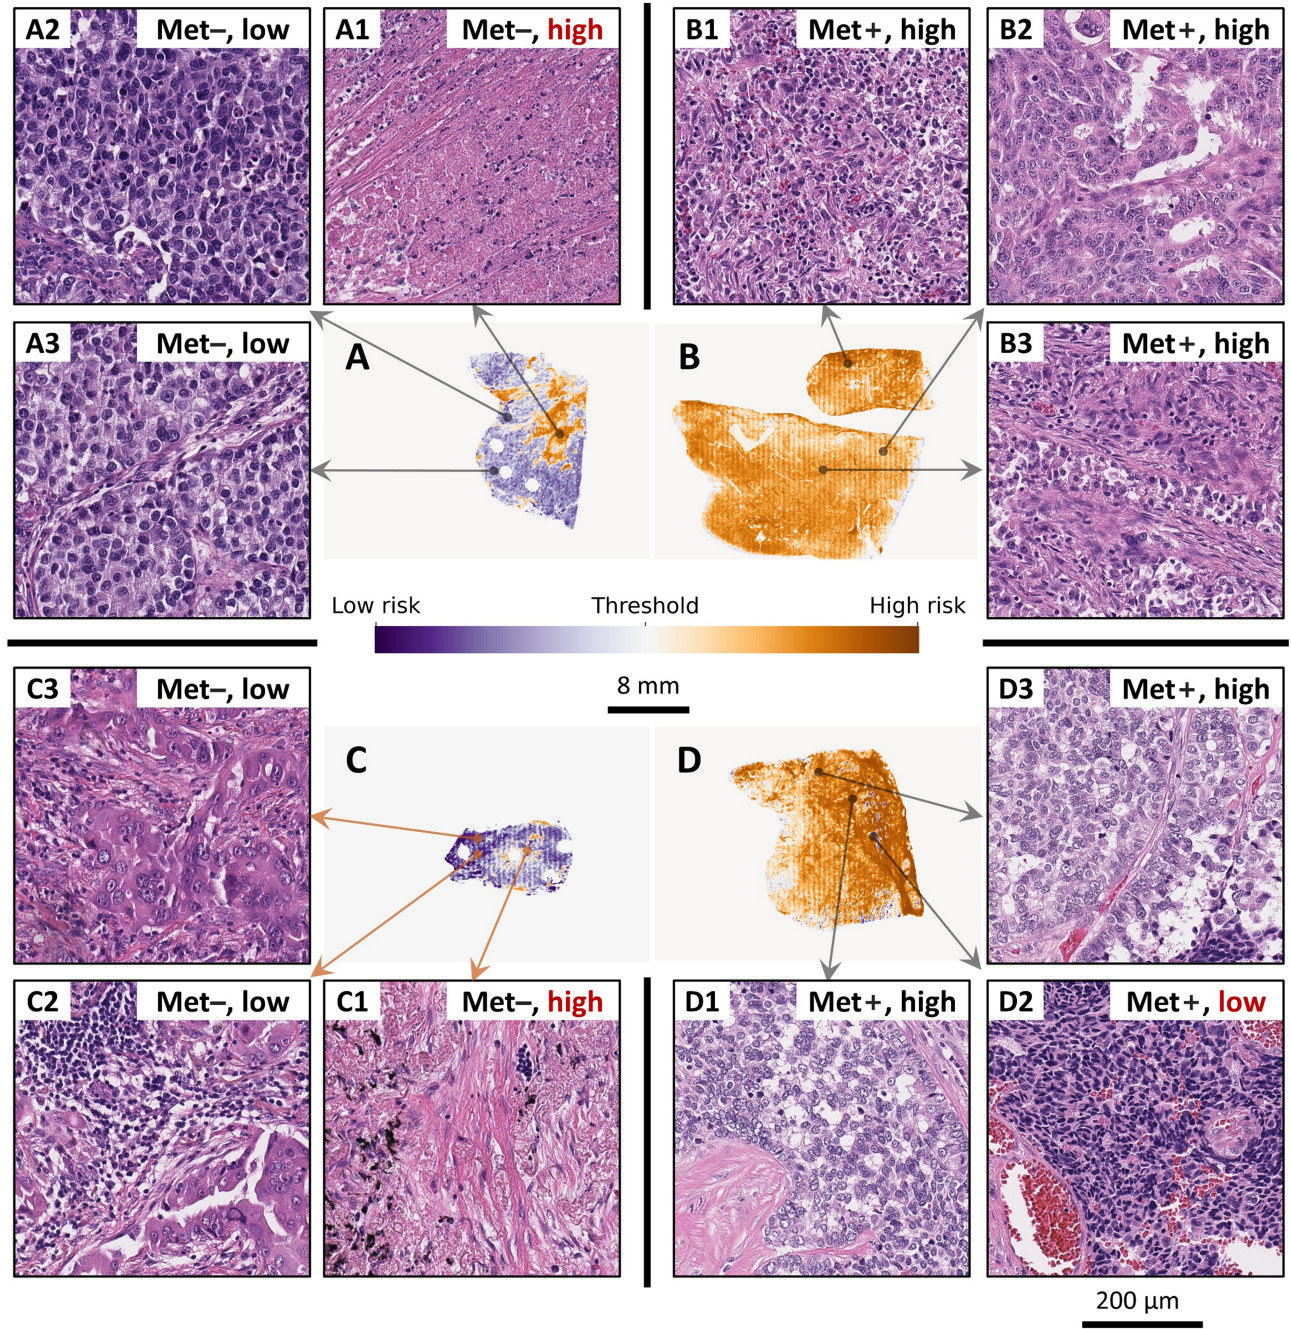 A2 Met–, low
A1 Met–, high
B1 Met+, high
B2 Met+, high
A3 Met–, low
A
B
B3 Met+, high
Low risk Threshold High risk
8 mm
C3 Met–, low
C
D
D3 Met+, high
C2 Met–, low
C1 Met–, high
D1 Met+, high
D2 Met+, low
200 µm